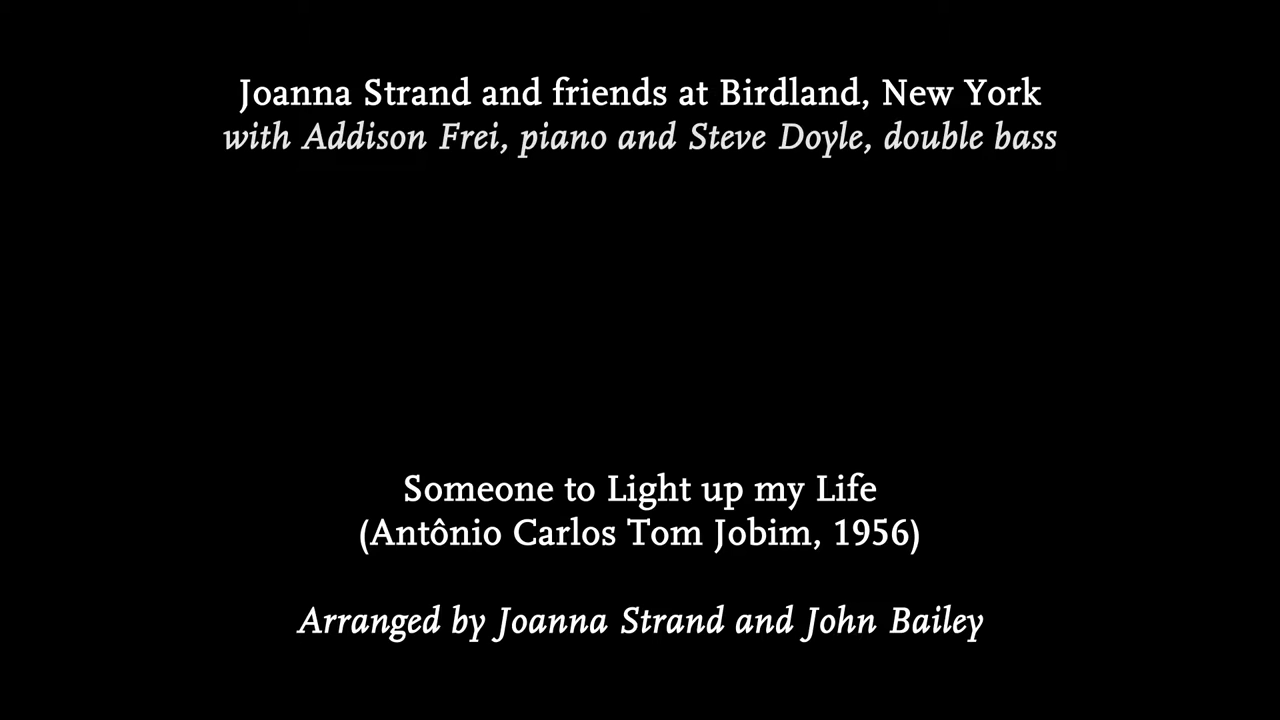 Joanna Strand and friends at Birdland, New York
with Addison Frei, piano and Steve Doyle, double bass
Someone to Light up my Life
(Antônio Carlos Tom Jobim, 1956)
Arranged by Joanna Strand and John Bailey